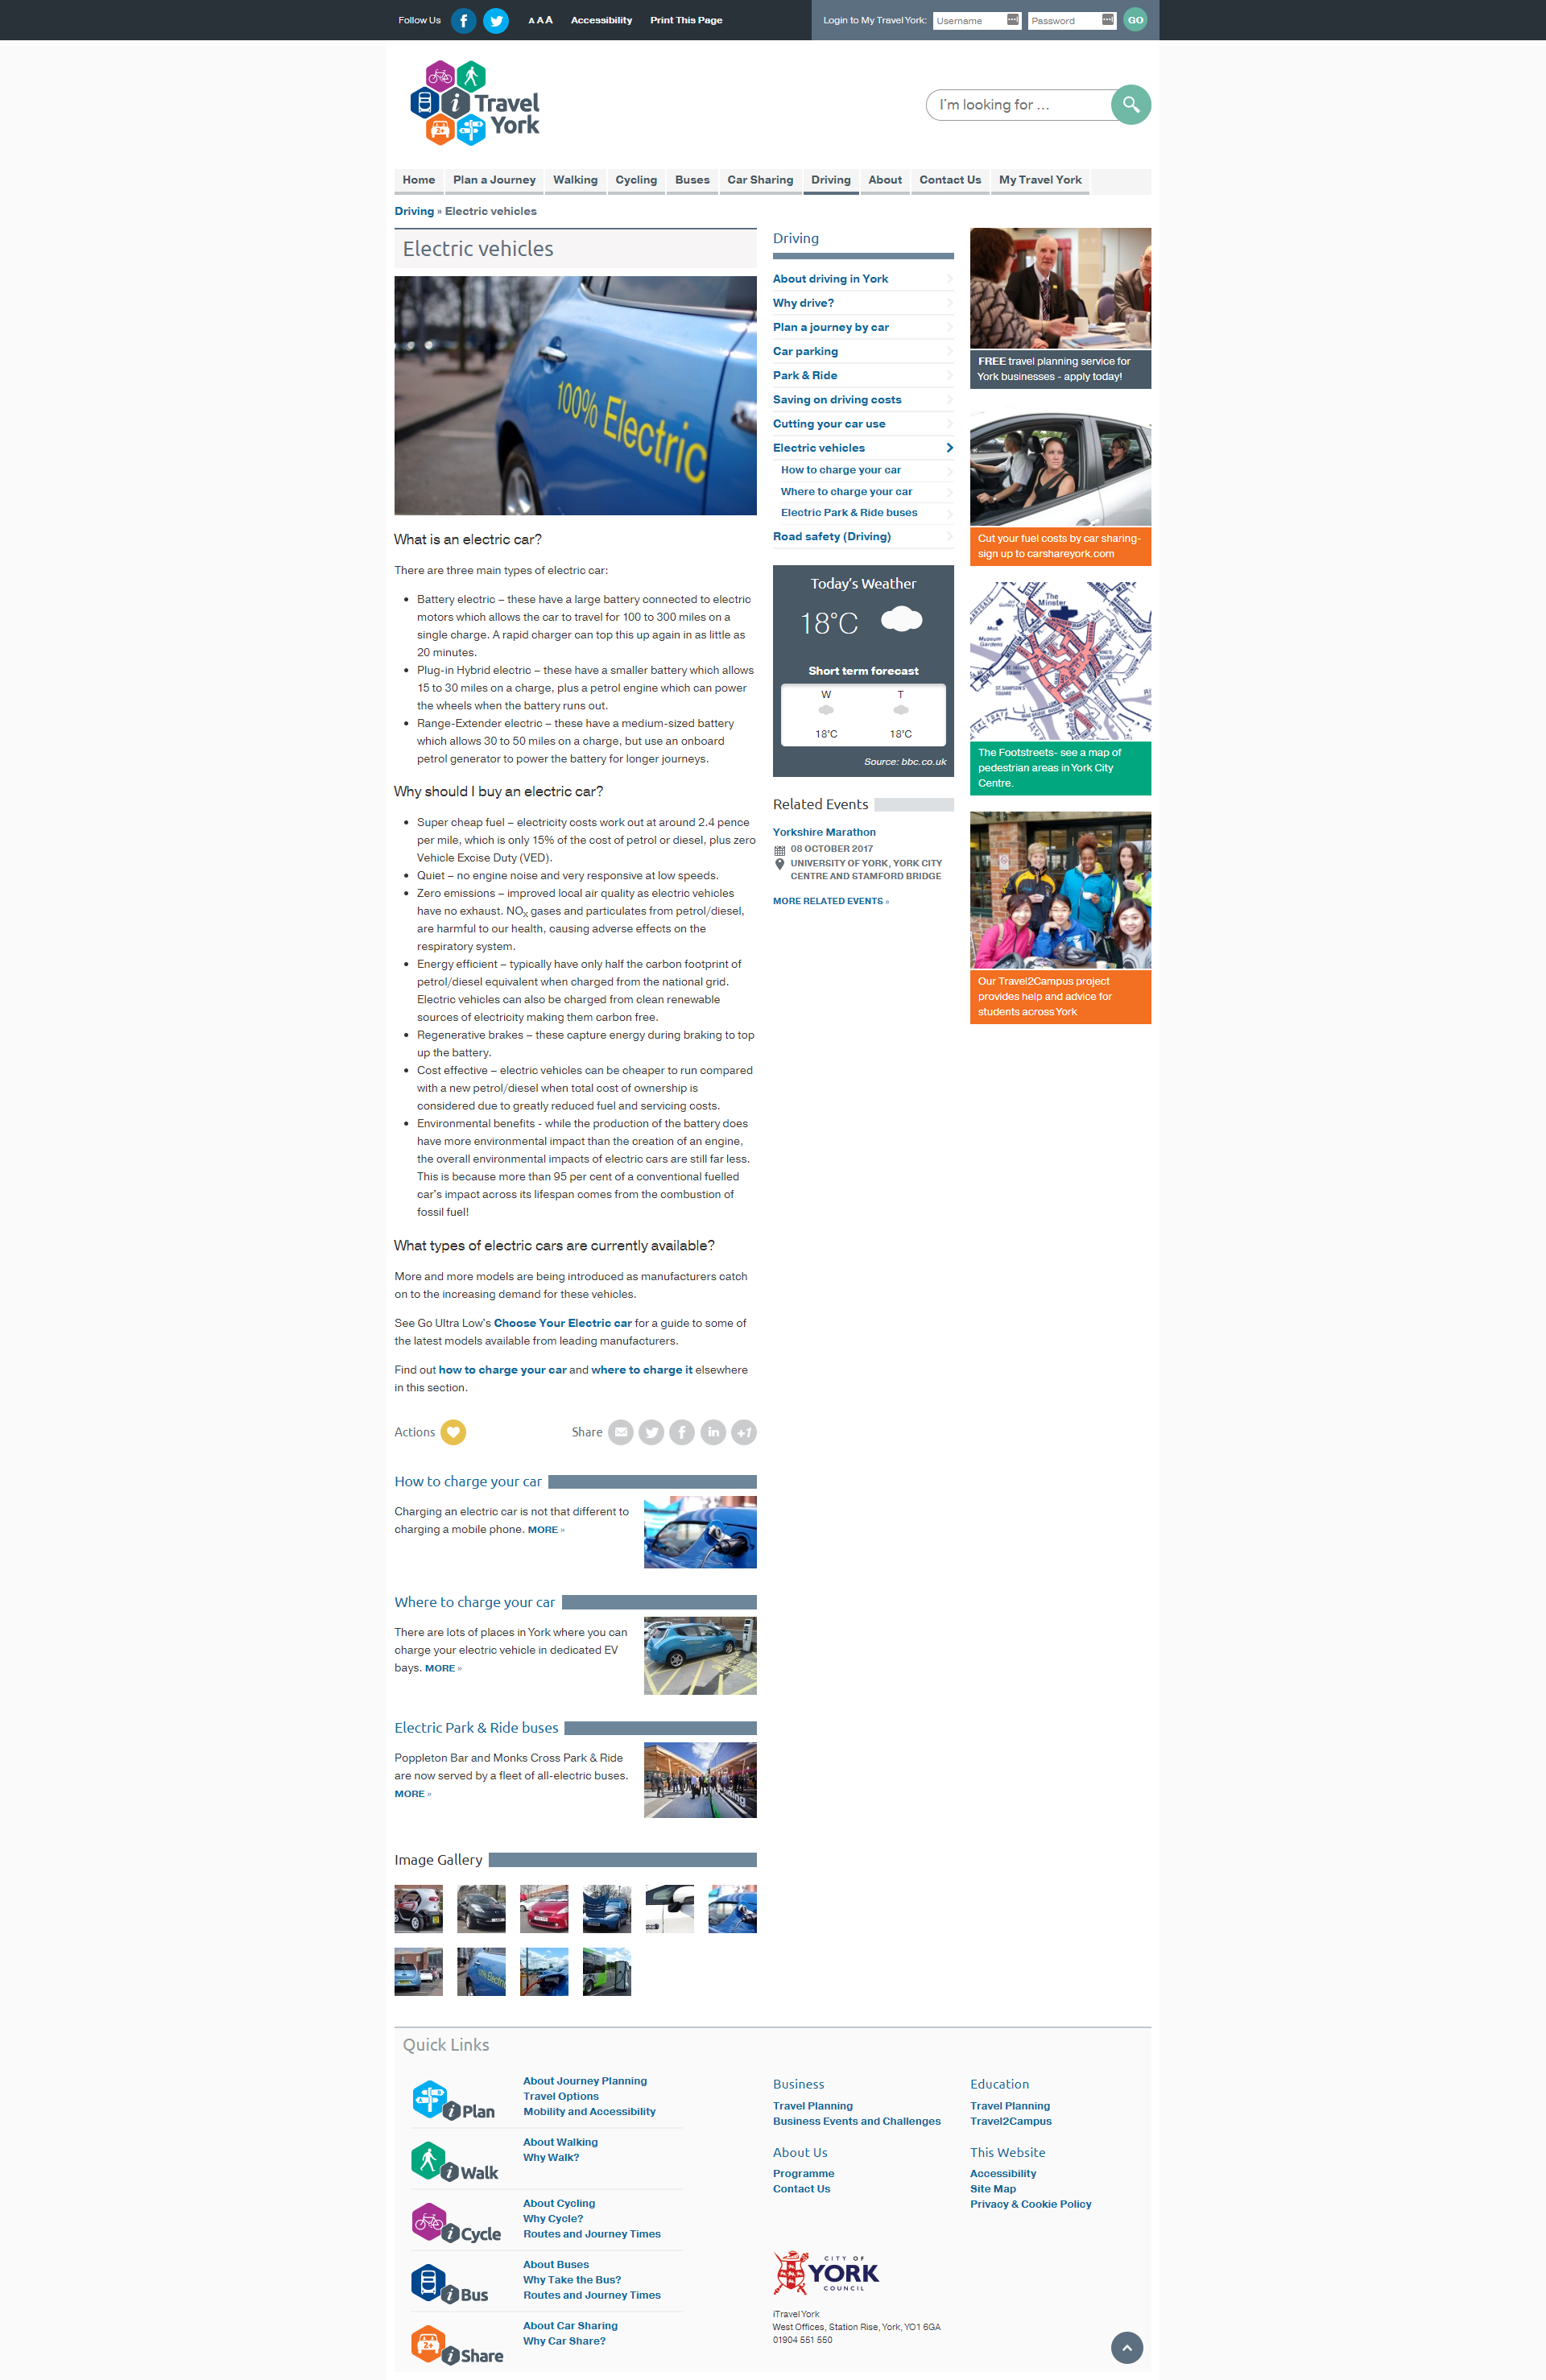 Follow Us
A A A
Accessibility
Print This Page
Login to My Travel York:
Username
Password
GO
i Travel
York
I'm looking for ...
Home
Plan a Journey
Walking
Cycling
Buses
Car Sharing
Driving
About
Contact Us
My Travel York
Driving » Electric vehicles
Electric vehicles
100% Electric
What is an electric car?
There are three main types of electric car:
• Battery electric – these have a large battery connected to electric
motors which allows the car to travel for 100 to 300 miles on a
single charge. A rapid charger can top this up again in as little as
20 minutes.
• Plug-in Hybrid electric – these have a smaller battery which allows
15 to 30 miles on a charge, plus a petrol engine which can power
the wheels when the battery runs out.
• Range-Extender electric – these have a medium-sized battery
which allows 30 to 50 miles on a charge, but use an onboard
petrol generator to power the battery for longer journeys.
Why should I buy an electric car?
• Super cheap fuel – electricity costs work out at around 2.4 pence
per mile, which is only 15% of the cost of petrol or diesel, plus zero
Vehicle Excise Duty (VED).
• Quiet – no engine noise and very responsive at low speeds.
• Zero emissions – improved local air quality as electric vehicles
have no exhaust. NOx gases and particulates from petrol/diesel,
are harmful to our health, causing adverse effects on the
respiratory system.
• Energy efficient – typically have only half the carbon footprint of
petrol/diesel equivalent when charged from the national grid.
Electric vehicles can also be charged from clean renewable
sources of electricity making them carbon free.
• Regenerative brakes – these capture energy during braking to top
up the battery.
• Cost effective – electric vehicles can be cheaper to run compared
with a new petrol/diesel when total cost of ownership is
considered due to greatly reduced fuel and servicing costs.
• Environmental benefits - while the production of the battery does
have more environmental impact than the creation of an engine,
the overall environmental impacts of electric cars are still far less.
This is because more than 95 per cent of a conventional fuelled
car's impact across its lifespan comes from the combustion of
fossil fuel!
What types of electric cars are currently available?
More and more models are being introduced as manufacturers catch
on to the increasing demand for these vehicles.
See Go Ultra Low's Choose Your Electric car for a guide to some of
the latest models available from leading manufacturers.
Find out how to charge your car and where to charge it elsewhere
in this section.
Actions
Share
in
+1
How to charge your car
Charging an electric car is not that different to
charging a mobile phone. MORE »
Where to charge your car
There are lots of places in York where you can
charge your electric vehicle in dedicated EV
bays. MORE »
Electric Park & Ride buses
Poppleton Bar and Monks Cross Park & Ride
are now served by a fleet of all-electric buses.
MORE »
Image Gallery
Driving
About driving in York
Why drive?
Plan a journey by car
Car parking
Park & Ride
Saving on driving costs
Cutting your car use
Electric vehicles
How to charge your car
Where to charge your car
Electric Park & Ride buses
Road safety (Driving)
Today's Weather
18°C
Short term forecast
W T
18°C 18°C
Source: bbc.co.uk
Related Events
Yorkshire Marathon
08 OCTOBER 2017
UNIVERSITY OF YORK, YORK CITY
CENTRE AND STAMFORD BRIDGE
MORE RELATED EVENTS »
FREE travel planning service for
York businesses - apply today!
Cut your fuel costs by car sharing-
sign up to carshareyork.com
The
Minster
Museum
Gardens
The Footstreets- see a map of
pedestrian areas in York City
Centre.
Our Travel2Campus project
provides help and advice for
students across York
Quick Links
i Plan
About Journey Planning
Travel Options
Mobility and Accessibility
i Walk
About Walking
Why Walk?
i Cycle
About Cycling
Why Cycle?
Routes and Journey Times
i Bus
About Buses
Why Take the Bus?
Routes and Journey Times
2+
i Share
About Car Sharing
Why Car Share?
Business
Travel Planning
Business Events and Challenges
About Us
Programme
Contact Us
Education
Travel Planning
Travel2Campus
This Website
Accessibility
Site Map
Privacy & Cookie Policy
CITY OF
YORK
COUNCIL
iTravel York
West Offices, Station Rise, York, YO1 6GA
01904 551 550